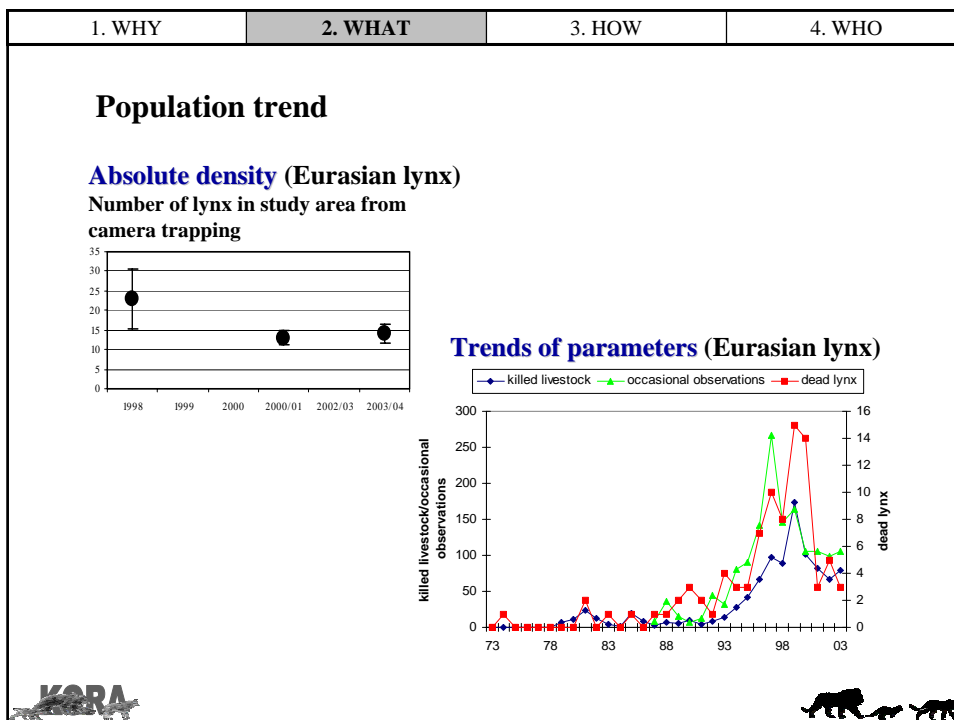 1. WHY 2. WHAT 3. HOW 4. WHO
Population trend
Absolute density (Eurasian lynx)
Number of lynx in study area from
camera trapping
35
30
25
20
15
10
5
0
1998 1999 2000 2000/01 2002/03 2003/04
Trends of parameters (Eurasian lynx)
killed livestock occasional observations dead lynx
killed livestock/occasional
observations
300
250
200
150
100
50
0
16
14
12
10
8
6
4
2
0
dead lynx
73 78 83 88 93 98 03
KORA